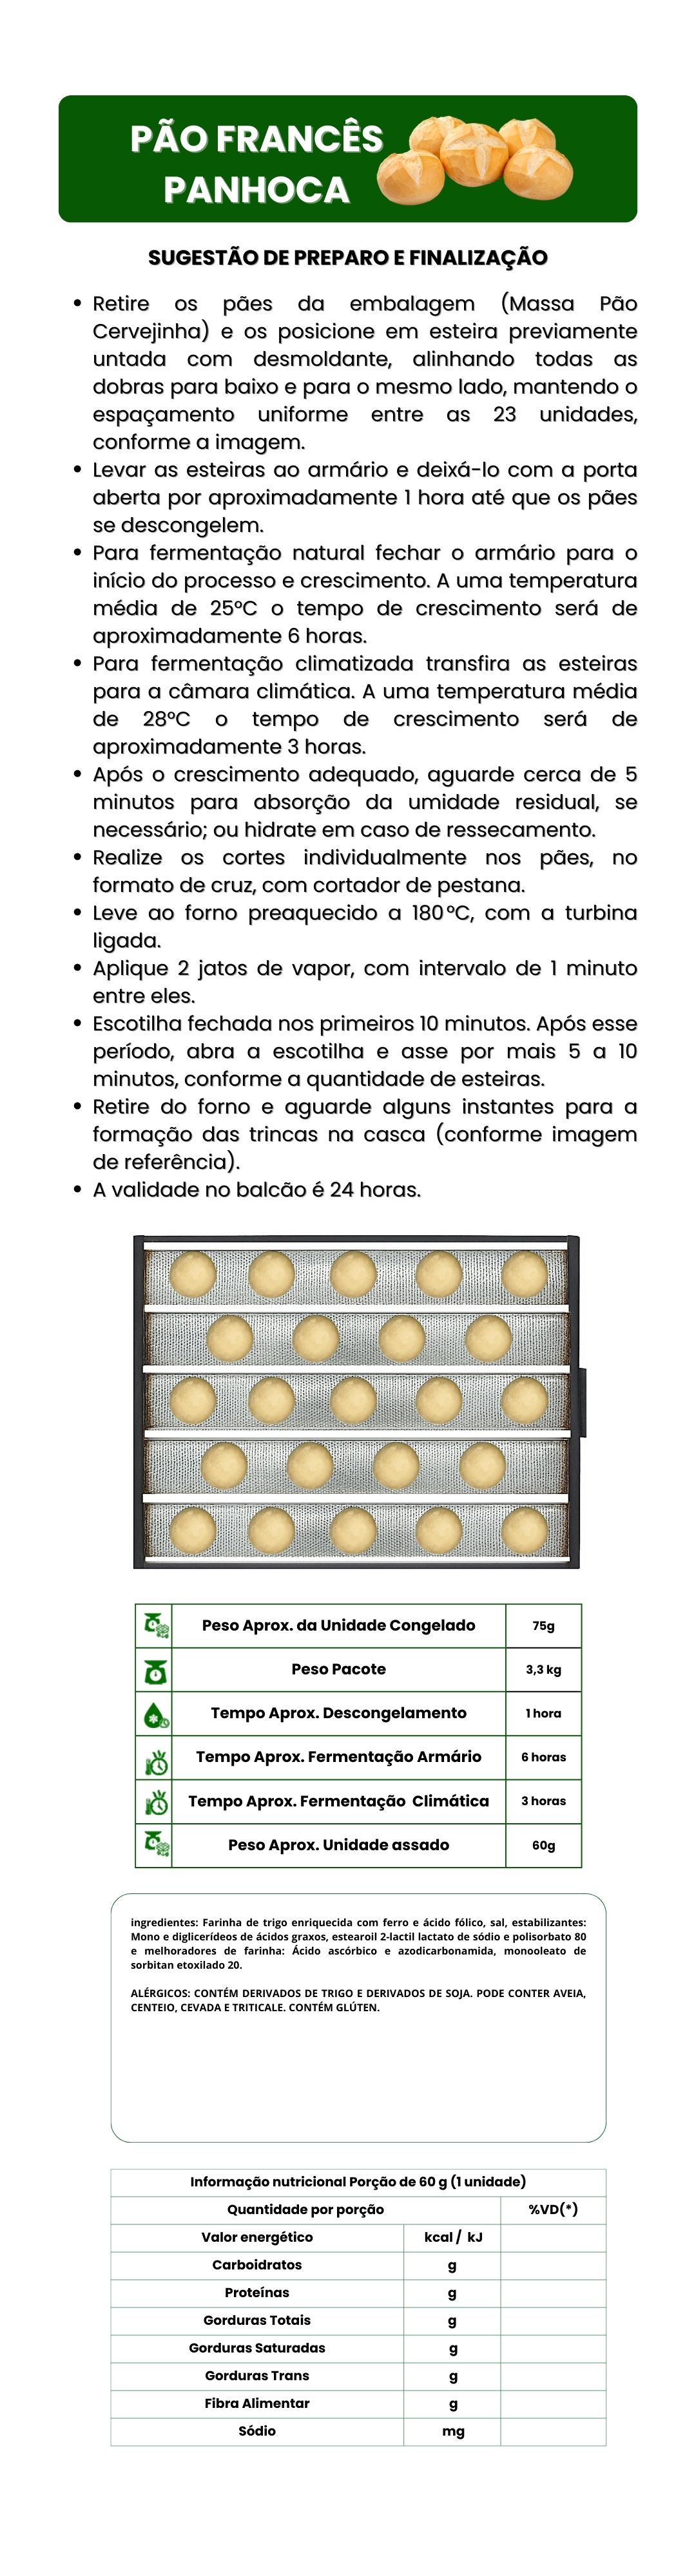 PÃO FRANCÊS
PANHOCA
SUGESTÃO DE PREPARO E FINALIZAÇÃO
• Retire os pães da embalagem (Massa Pão
Cervejinha) e os posicione em esteira previamente
untada com desmoldante, alinhando todas as
dobras para baixo e para o mesmo lado, mantendo o
espaçamento uniforme entre as 23 unidades,
conforme a imagem.
• Levar as esteiras ao armário e deixá-lo com a porta
aberta por aproximadamente 1 hora até que os pães
se descongelem.
• Para fermentação natural fechar o armário para o
início do processo e crescimento. A uma temperatura
média de 25°C o tempo de crescimento será de
aproximadamente 6 horas.
• Para fermentação climatizada transfira as esteiras
para a câmara climática. A uma temperatura média
de 28°C o tempo de crescimento será de
aproximadamente 3 horas.
• Após o crescimento adequado, aguarde cerca de 5
minutos para absorção da umidade residual, se
necessário; ou hidrate em caso de ressecamento.
• Realize os cortes individualmente nos pães, no
formato de cruz, com cortador de pestana.
• Leve ao forno preaquecido a 180°C, com a turbina
ligada.
• Aplique 2 jatos de vapor, com intervalo de 1 minuto
entre eles.
• Escotilha fechada nos primeiros 10 minutos. Após esse
período, abra a escotilha e asse por mais 5 a 10
minutos, conforme a quantidade de esteiras.
• Retire do forno e aguarde alguns instantes para a
formação das trincas na casca (conforme imagem
de referência).
• A validade no balcão é 24 horas.
Peso Aprox. da Unidade Congelado 75g
Peso Pacote 3,3 kg
Tempo Aprox. Descongelamento 1 hora
Tempo Aprox. Fermentação Armário 6 horas
Tempo Aprox. Fermentação Climática 3 horas
Peso Aprox. Unidade assado 60g
ingredientes: Farinha de trigo enriquecida com ferro e ácido fólico, sal, estabilizantes:
Mono e diglicerídeos de ácidos graxos, estearoil 2-lactil lactato de sódio e polisorbato 80
e melhoradores de farinha: Ácido ascórbico e azodicarbonamida, monooleato de
sorbitan etoxilado 20.
ALÉRGICOS: CONTÉM DERIVADOS DE TRIGO E DERIVADOS DE SOJA. PODE CONTER AVEIA,
CENTEIO, CEVADA E TRITICALE. CONTÉM GLÚTEN.
Informação nutricional Porção de 60 g (1 unidade)
Quantidade por porção %VD(*)
Valor energético kcal / kJ
Carboidratos g
Proteínas g
Gorduras Totais g
Gorduras Saturadas g
Gorduras Trans g
Fibra Alimentar g
Sódio mg